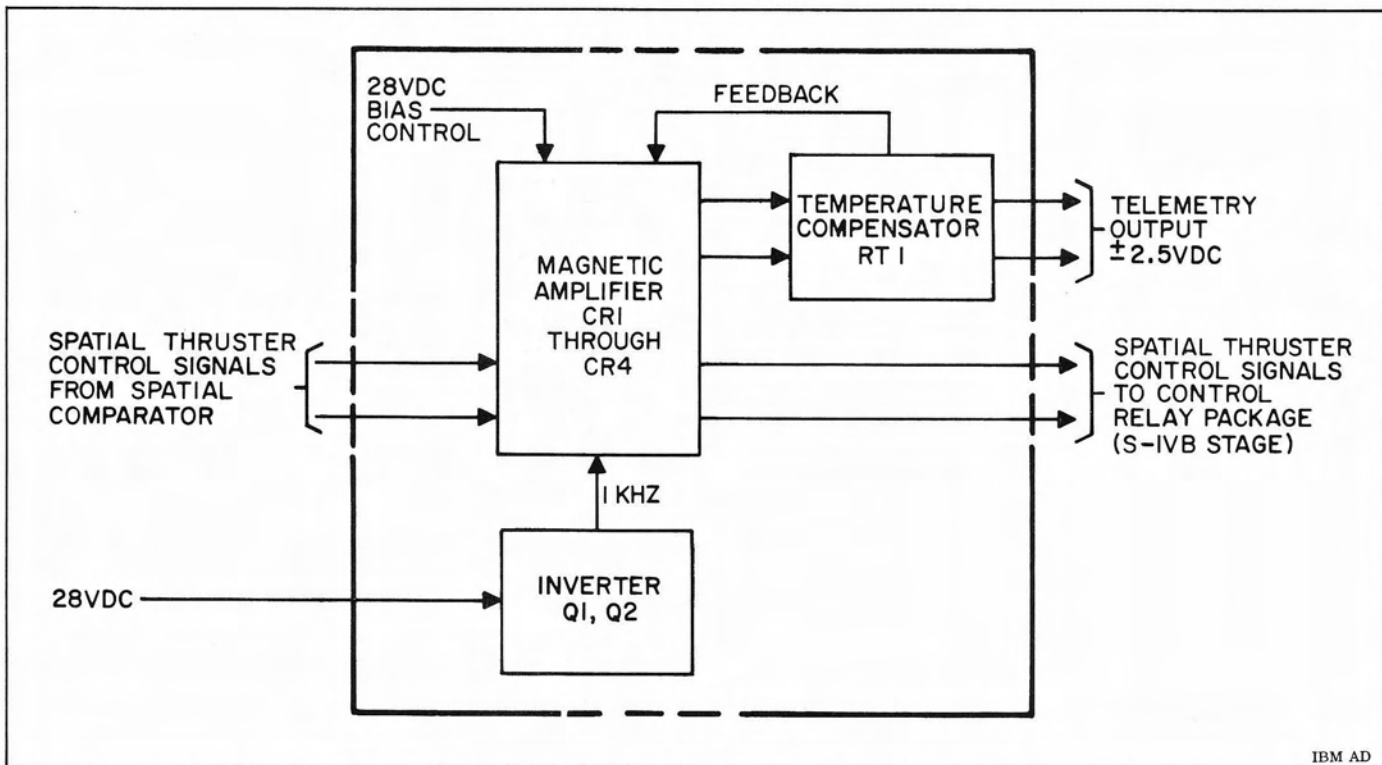 28VDC
BIAS
CONTROL
FEEDBACK
MAGNETIC
AMPLIFIER
CR1
THROUGH
CR4
TEMPERATURE
COMPENSATOR
RT 1
TELEMETRY
OUTPUT
± 2.5VDC
SPATIAL THRUSTER
CONTROL SIGNALS
FROM SPATIAL
COMPARATOR
SPATIAL THRUSTER
CONTROL SIGNALS
TO CONTROL
RELAY PACKAGE
(S-IVB STAGE)
1 KHZ
28VDC
INVERTER
Q1, Q2
IBM AD